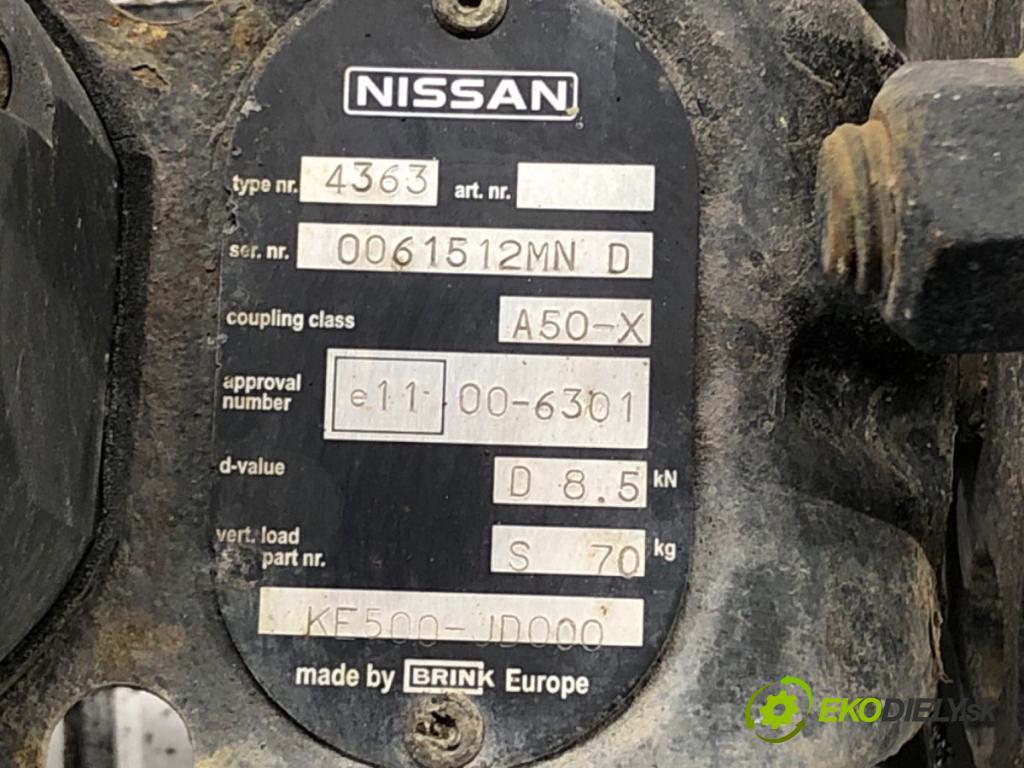 NISSAN
type nr. 4363 art. nr.
ser. nr. 0061512MN D
coupling class A50-X
approval number e11 00-6301
d-value D 8.5 kN
vert. load S 70 kg
part nr.
KE500-JD000
made by BRINK Europe
EKODIELY.sk